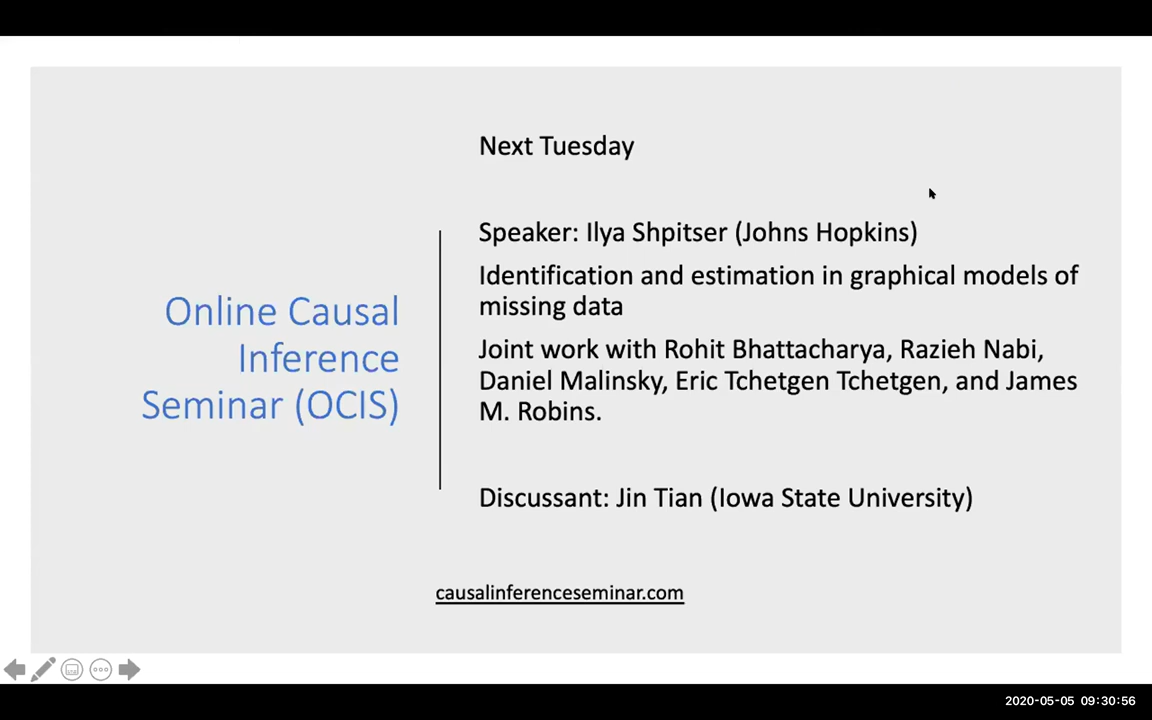 Online Causal
Inference
Seminar (OCIS)
Next Tuesday
Speaker: Ilya Shpitser (Johns Hopkins)
Identification and estimation in graphical models of
missing data
Joint work with Rohit Bhattacharya, Razieh Nabi,
Daniel Malinsky, Eric Tchetgen Tchetgen, and James
M. Robins.
Discussant: Jin Tian (Iowa State University)
causalinferenceseminar.com
2020-05-05 09:30:56